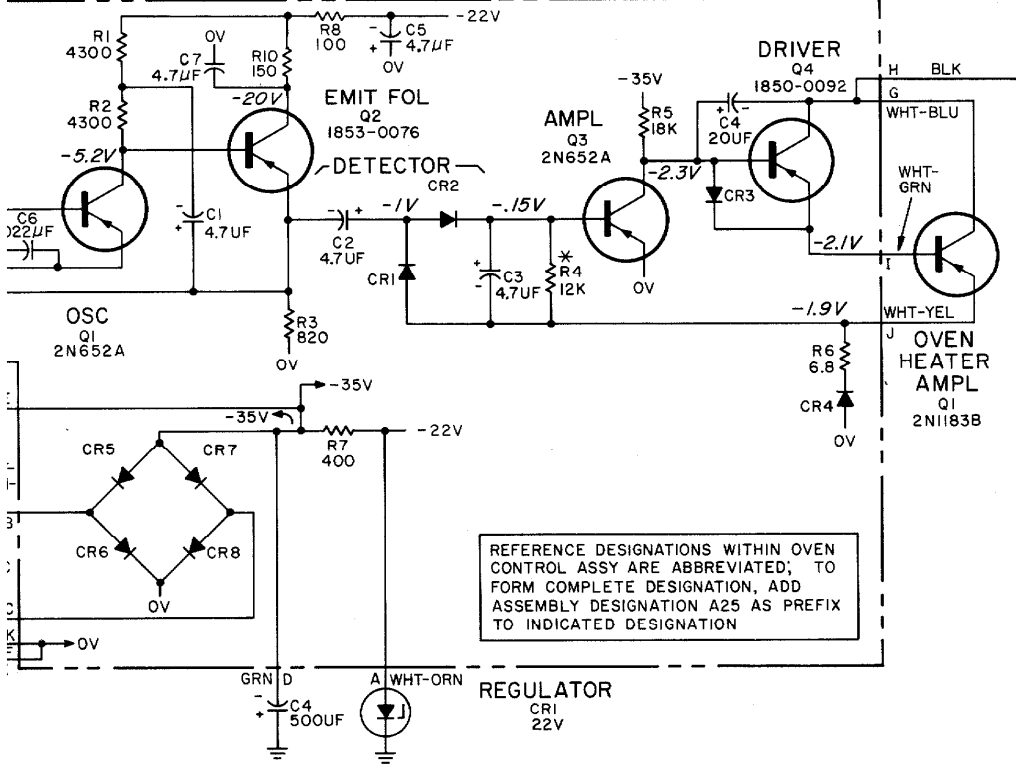 R1
4300
R2
4300
-5.2V
C6
022µF
OSC
Q1
2N652A
C7
4.7µF
0V
R10
150
-20V
R8
100
C5
4.7µF
0V
-22V
EMIT FOL
Q2
1853-0076
DETECTOR
C1
4.7UF
C2
4.7UF
-1V
CR1
CR2
-.15V
C3
4.7UF
*
R4
12K
R3
820
0V
AMPL
Q3
2N652A
-35V
R5
18K
0V
-2.3V
C4
20UF
CR3
DRIVER
Q4
1850-0092
-2.1V
-1.9V
R6
6.8
CR4
0V
H
BLK
G
WHT-BLU
WHT-
GRN
I
WHT-YEL
J
OVEN
HEATER
AMPL
Q1
2N1183B
-35V
-35V
R7
400
-22V
CR5
CR7
CR6
CR8
0V
E
B
C
C
K
0V
GRN D
C4
500UF
A WHT-ORN
REGULATOR
CR1
22V
REFERENCE DESIGNATIONS WITHIN OVEN
CONTROL ASSY ARE ABBREVIATED; TO
FORM COMPLETE DESIGNATION, ADD
ASSEMBLY DESIGNATION A25 AS PREFIX
TO INDICATED DESIGNATION